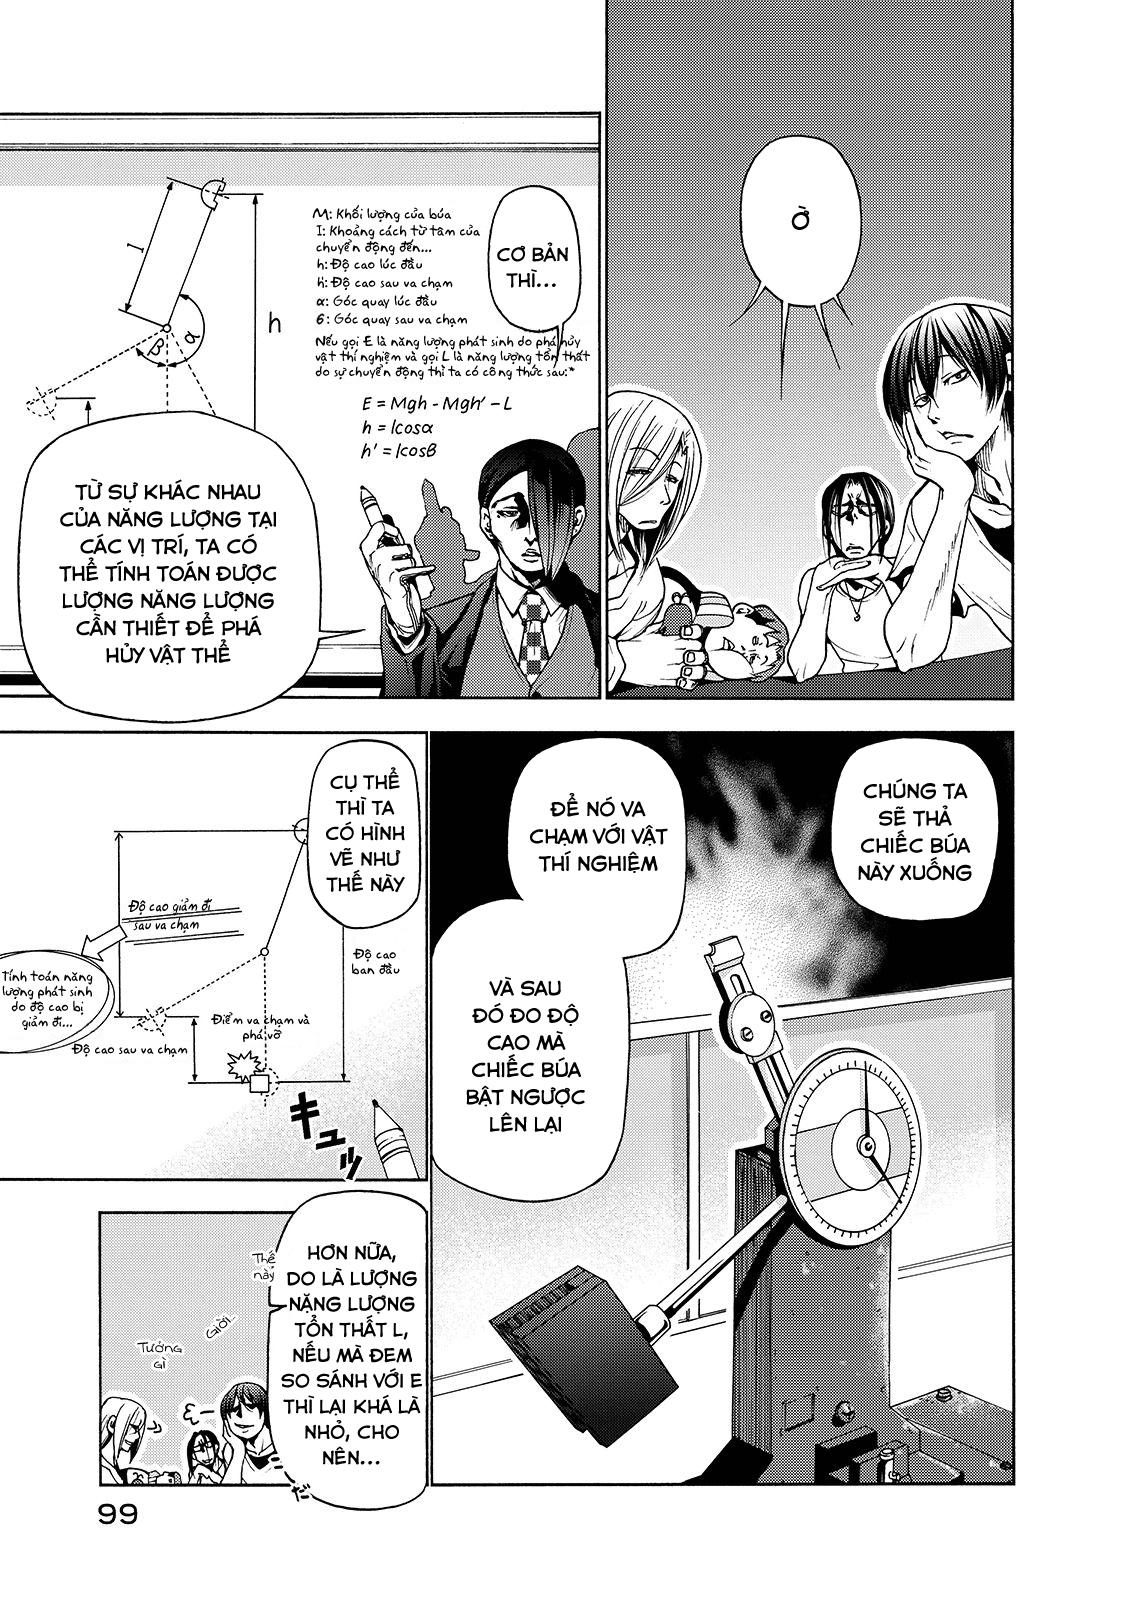 Ờ
CƠ BẢN
THÌ...
M: Khối lượng của búa
I: Khoảng cách từ tâm của
chuyển động đến...
h: Độ cao lúc đầu
h: Độ cao sau va chạm
α: Góc quay lúc đầu
6: Góc quay sau va chạm
Nếu gọi E là năng lượng phát sinh do phá hủy
vật thí nghiệm và gọi L là năng lượng tổn thất
do sự chuyển động thì ta có công thức sau:*
E = Mgh - Mgh' - L
h = lcosα
h' = lcosβ
l
h
α
β
TỪ SỰ KHÁC NHAU
CỦA NĂNG LƯỢNG TẠI
CÁC VỊ TRÍ, TA CÓ
THỂ TÍNH TOÁN ĐƯỢC
LƯỢNG NĂNG LƯỢNG
CẦN THIẾT ĐỂ PHÁ
HỦY VẬT THỂ
CHÚNG TA
SẼ THẢ
CHIẾC BÚA
NÀY XUỐNG
ĐỂ NÓ VA
CHẠM VỚI VẬT
THÍ NGHIỆM
VÀ SAU
ĐÓ ĐO ĐỘ
CAO MÀ
CHIẾC BÚA
BẬT NGƯỢC
LÊN LẠI
CỤ THỂ
THÌ TA
CÓ HÌNH
VẼ NHƯ
THẾ NÀY
Độ cao giảm đi
sau va chạm
Độ cao
ban đầu
Tính toán năng
lượng phát sinh
do độ cao bị
giảm đi...
Điểm va chạm và
phá vỡ
Độ cao sau va chạm
キュッ
HƠN NỮA,
DO LÀ LƯỢNG
NĂNG LƯỢNG
TỔN THẤT L,
NẾU MÀ ĐEM
SO SÁNH VỚI E
THÌ LẠI KHÁ LÀ
NHỎ, CHO
NÊN...
Thế
này
Giời...
Tưởng
gì
だ
99